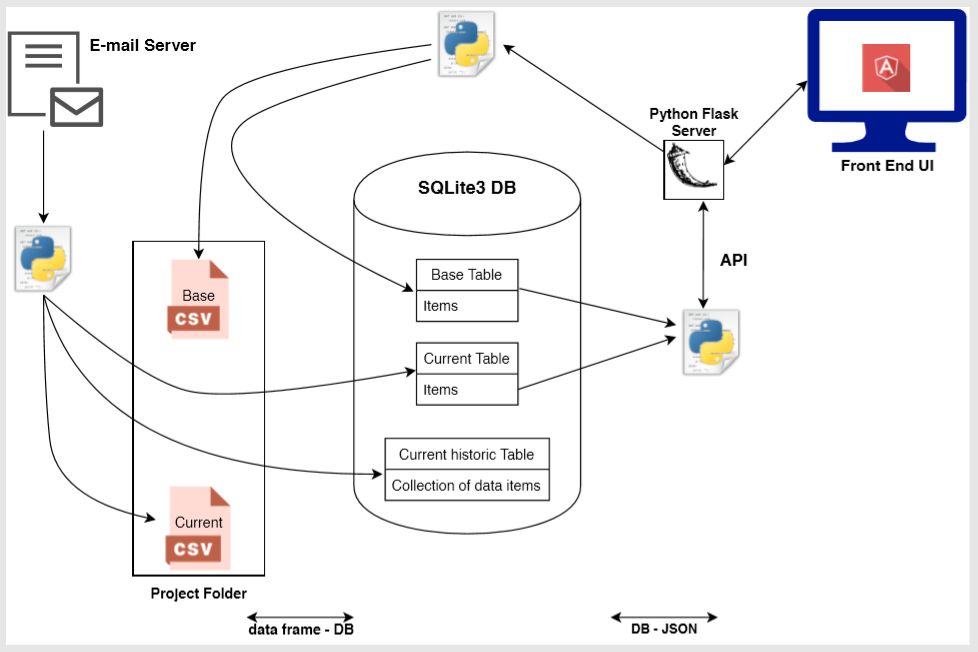 E-mail Server
Python Flask
Server
Front End UI
SQLite3 DB
API
Base
CSV
Base Table
Items
Current Table
Items
Current historic Table
Collection of data items
Current
CSV
Project Folder
data frame - DB
DB - JSON